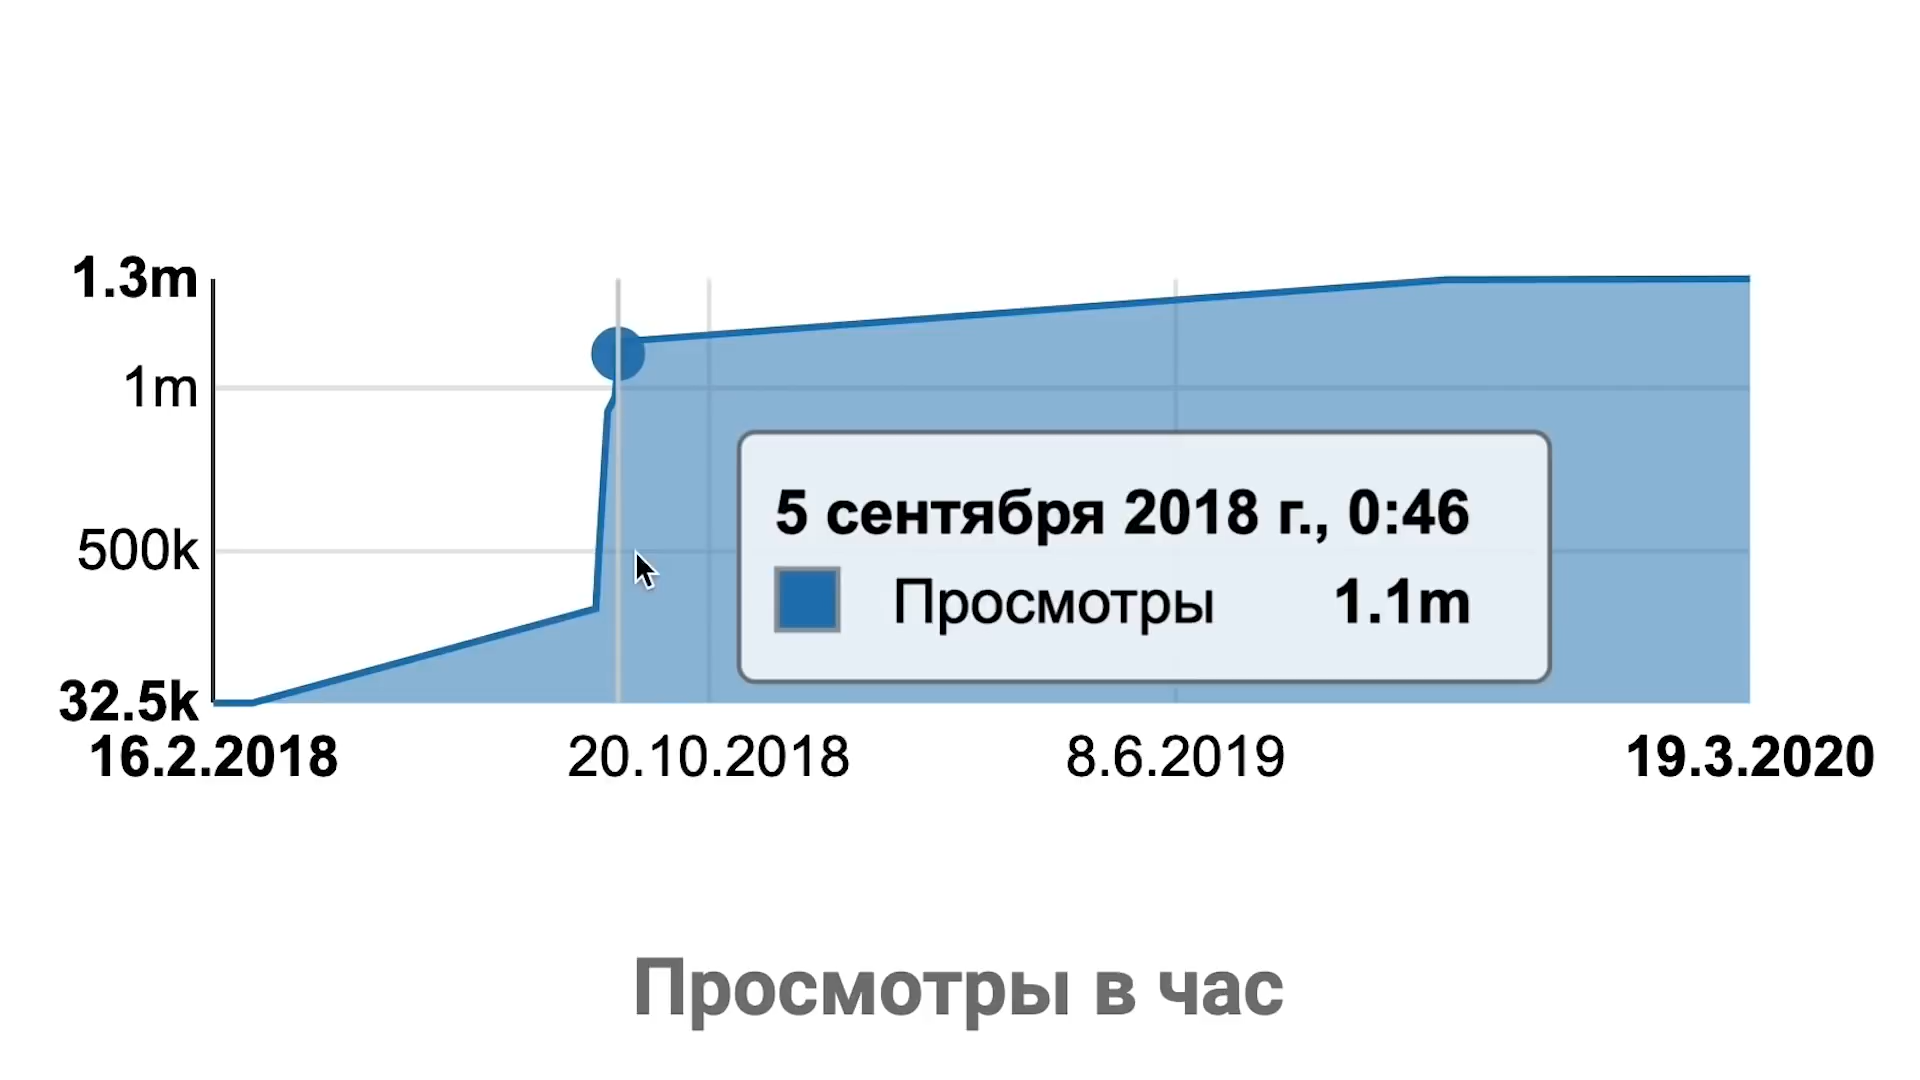 1.3m
1m
500k
32.5k
5 сентября 2018 г., 0:46
Просмотры 1.1m
16.2.2018 20.10.2018 8.6.2019 19.3.2020
Просмотры в час